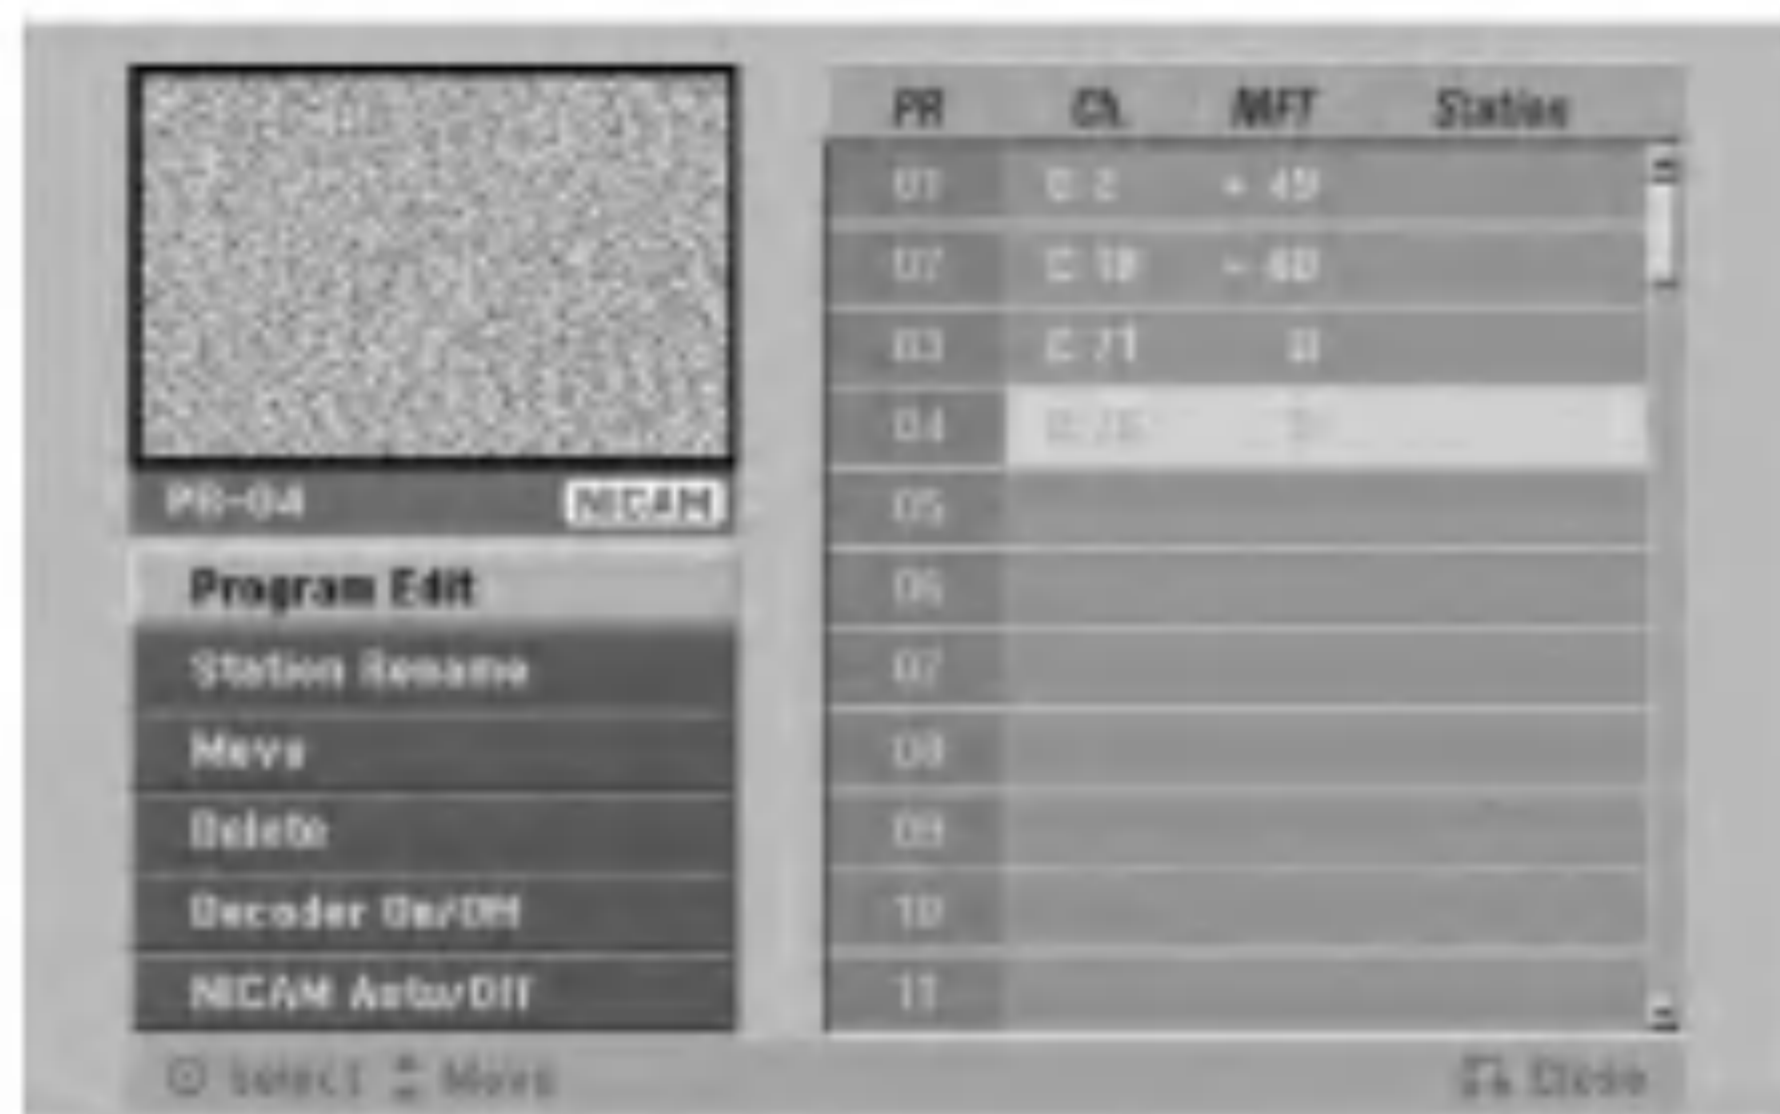 PR-04 NICAM
Program Edit
Station Rename
Move
Delete
Decoder On/Off
NICAM Auto/Off
PR Ch. MFT Station
01 C 2 + 40
02 C 10 - 60
03 C 71 0
04
05
06
07
08
09
10
11
Select Move
Close